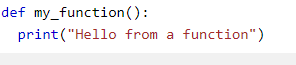 def my_function():
  print("Hello from a function")